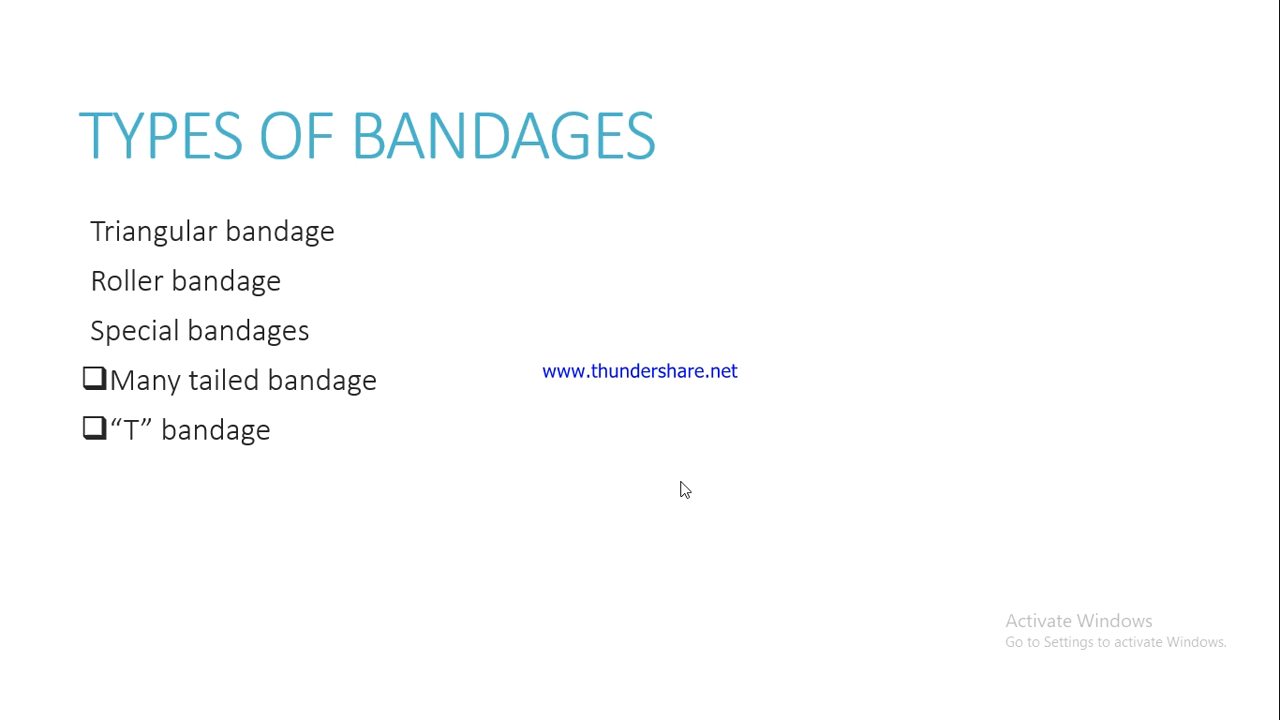 TYPES OF BANDAGES
Triangular bandage
Roller bandage
Special bandages
❑Many tailed bandage
❑“T” bandage
www.thundershare.net
Activate Windows
Go to Settings to activate Windows.